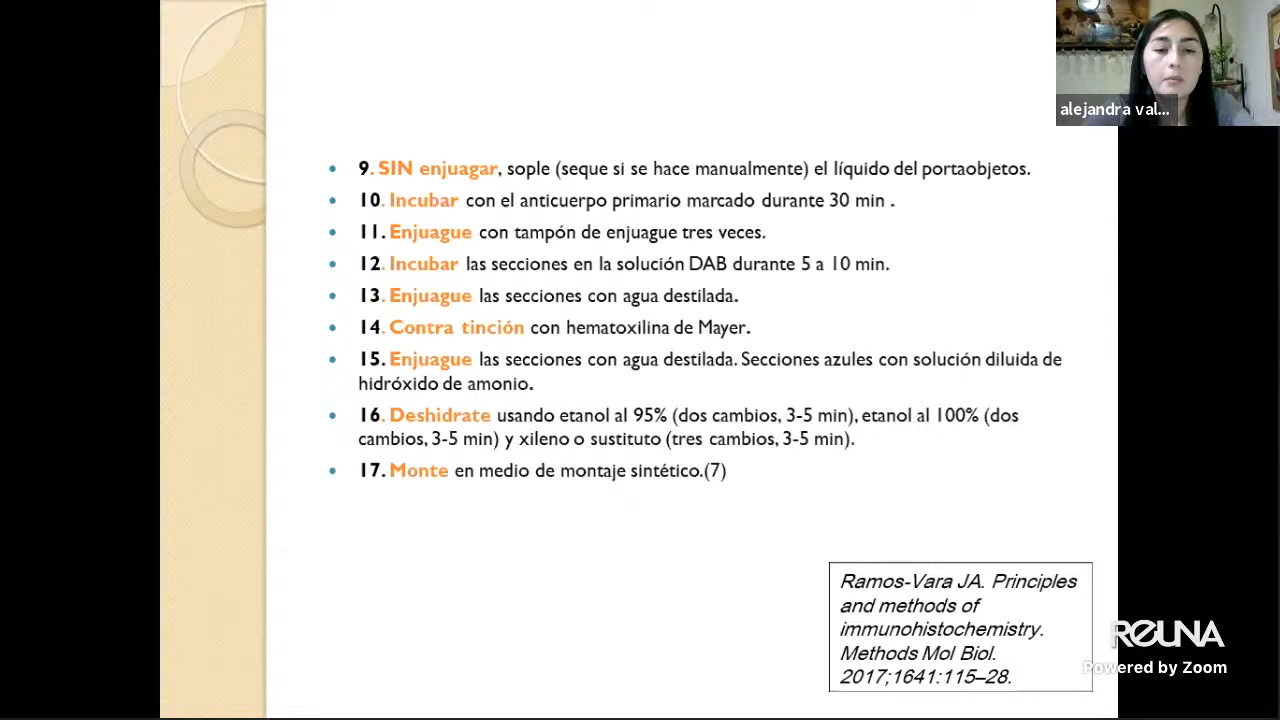 alejandra val...
9. SIN enjuagar, sople (seque si se hace manualmente) el líquido del portaobjetos.
10. Incubar con el anticuerpo primario marcado durante 30 min .
11. Enjuague con tampón de enjuague tres veces.
12. Incubar las secciones en la solución DAB durante 5 a 10 min.
13. Enjuague las secciones con agua destilada.
14. Contra tinción con hematoxilina de Mayer.
15. Enjuague las secciones con agua destilada. Secciones azules con solución diluida de
hidróxido de amonio.
16. Deshidrate usando etanol al 95% (dos cambios, 3-5 min), etanol al 100% (dos
cambios, 3-5 min) y xileno o sustituto (tres cambios, 3-5 min).
17. Monte en medio de montaje sintético.(7)
Ramos-Vara JA. Principles
and methods of
immunohistochemistry.
Methods Mol Biol.
2017;1641:115–28.
REUNA
Powered by Zoom